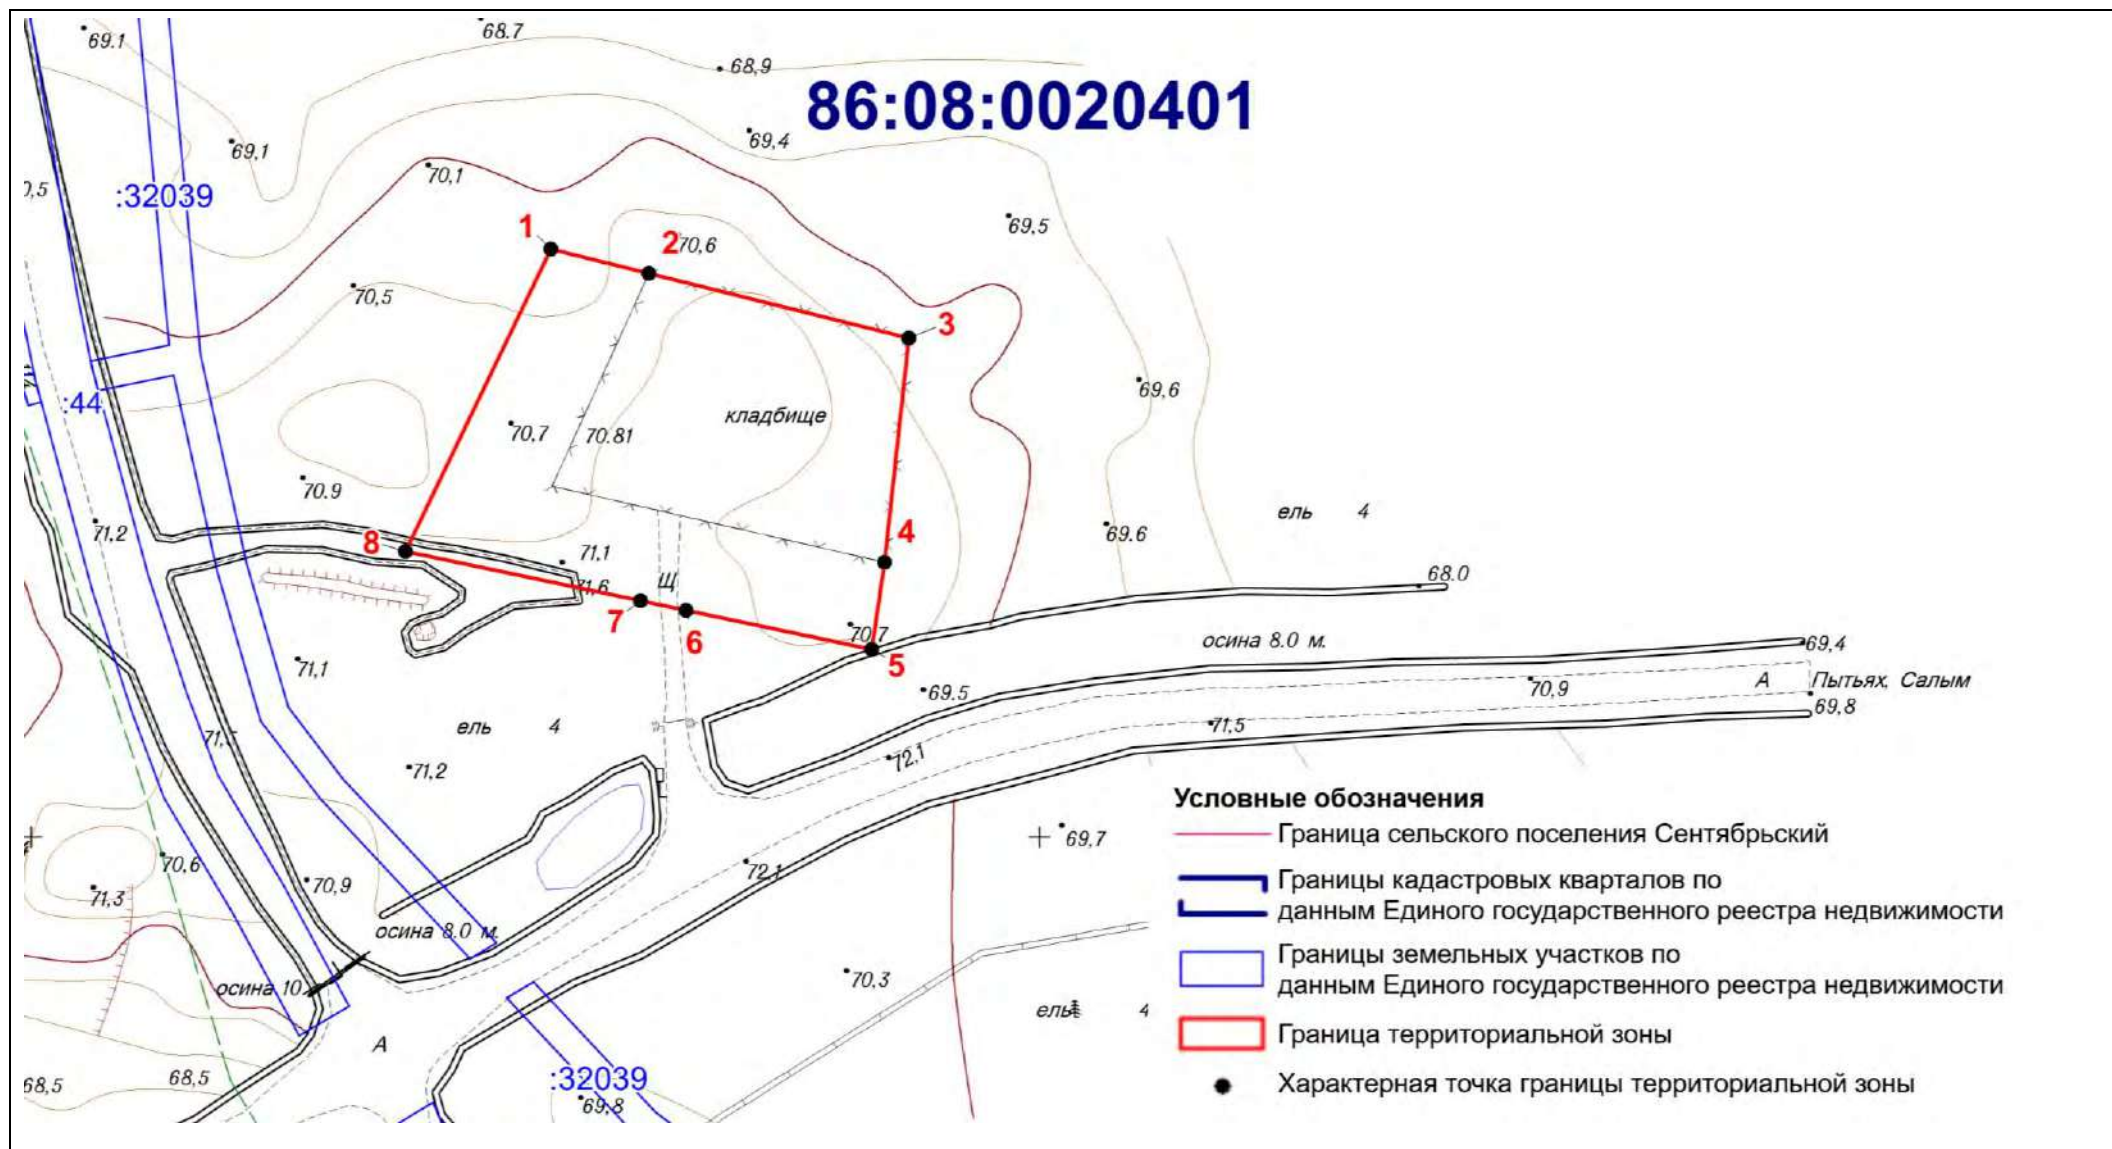 69.1
68.7
68,9
86:08:0020401
69,4
69,1
70,1
0,5
:32039
69,5
1
2
70,6
70,5
3
69,6
:44
кладбище
70,7
70.81
70.9
ель 4
71,2
69.6
4
8
71,1
68.0
71,6
Щ
7
6
70,7
5
осина 8.0 м.
69,4
71,1
69.5
70,9
А
Пытьях, Салым
69,8
71,5
ель 4
72,1
71,2
Условные обозначения
Граница сельского поселения Сентябрьский
69,7
70,6
72,1
71,3
70,9
Границы кадастровых кварталов по
данным Единого государственного реестра недвижимости
осина 8.0 м.
Границы земельных участков по
данным Единого государственного реестра недвижимости
70,3
осина 10
ель 4
Граница территориальной зоны
А
:32039
Характерная точка границы территориальной зоны
68,5
68,5
69,8